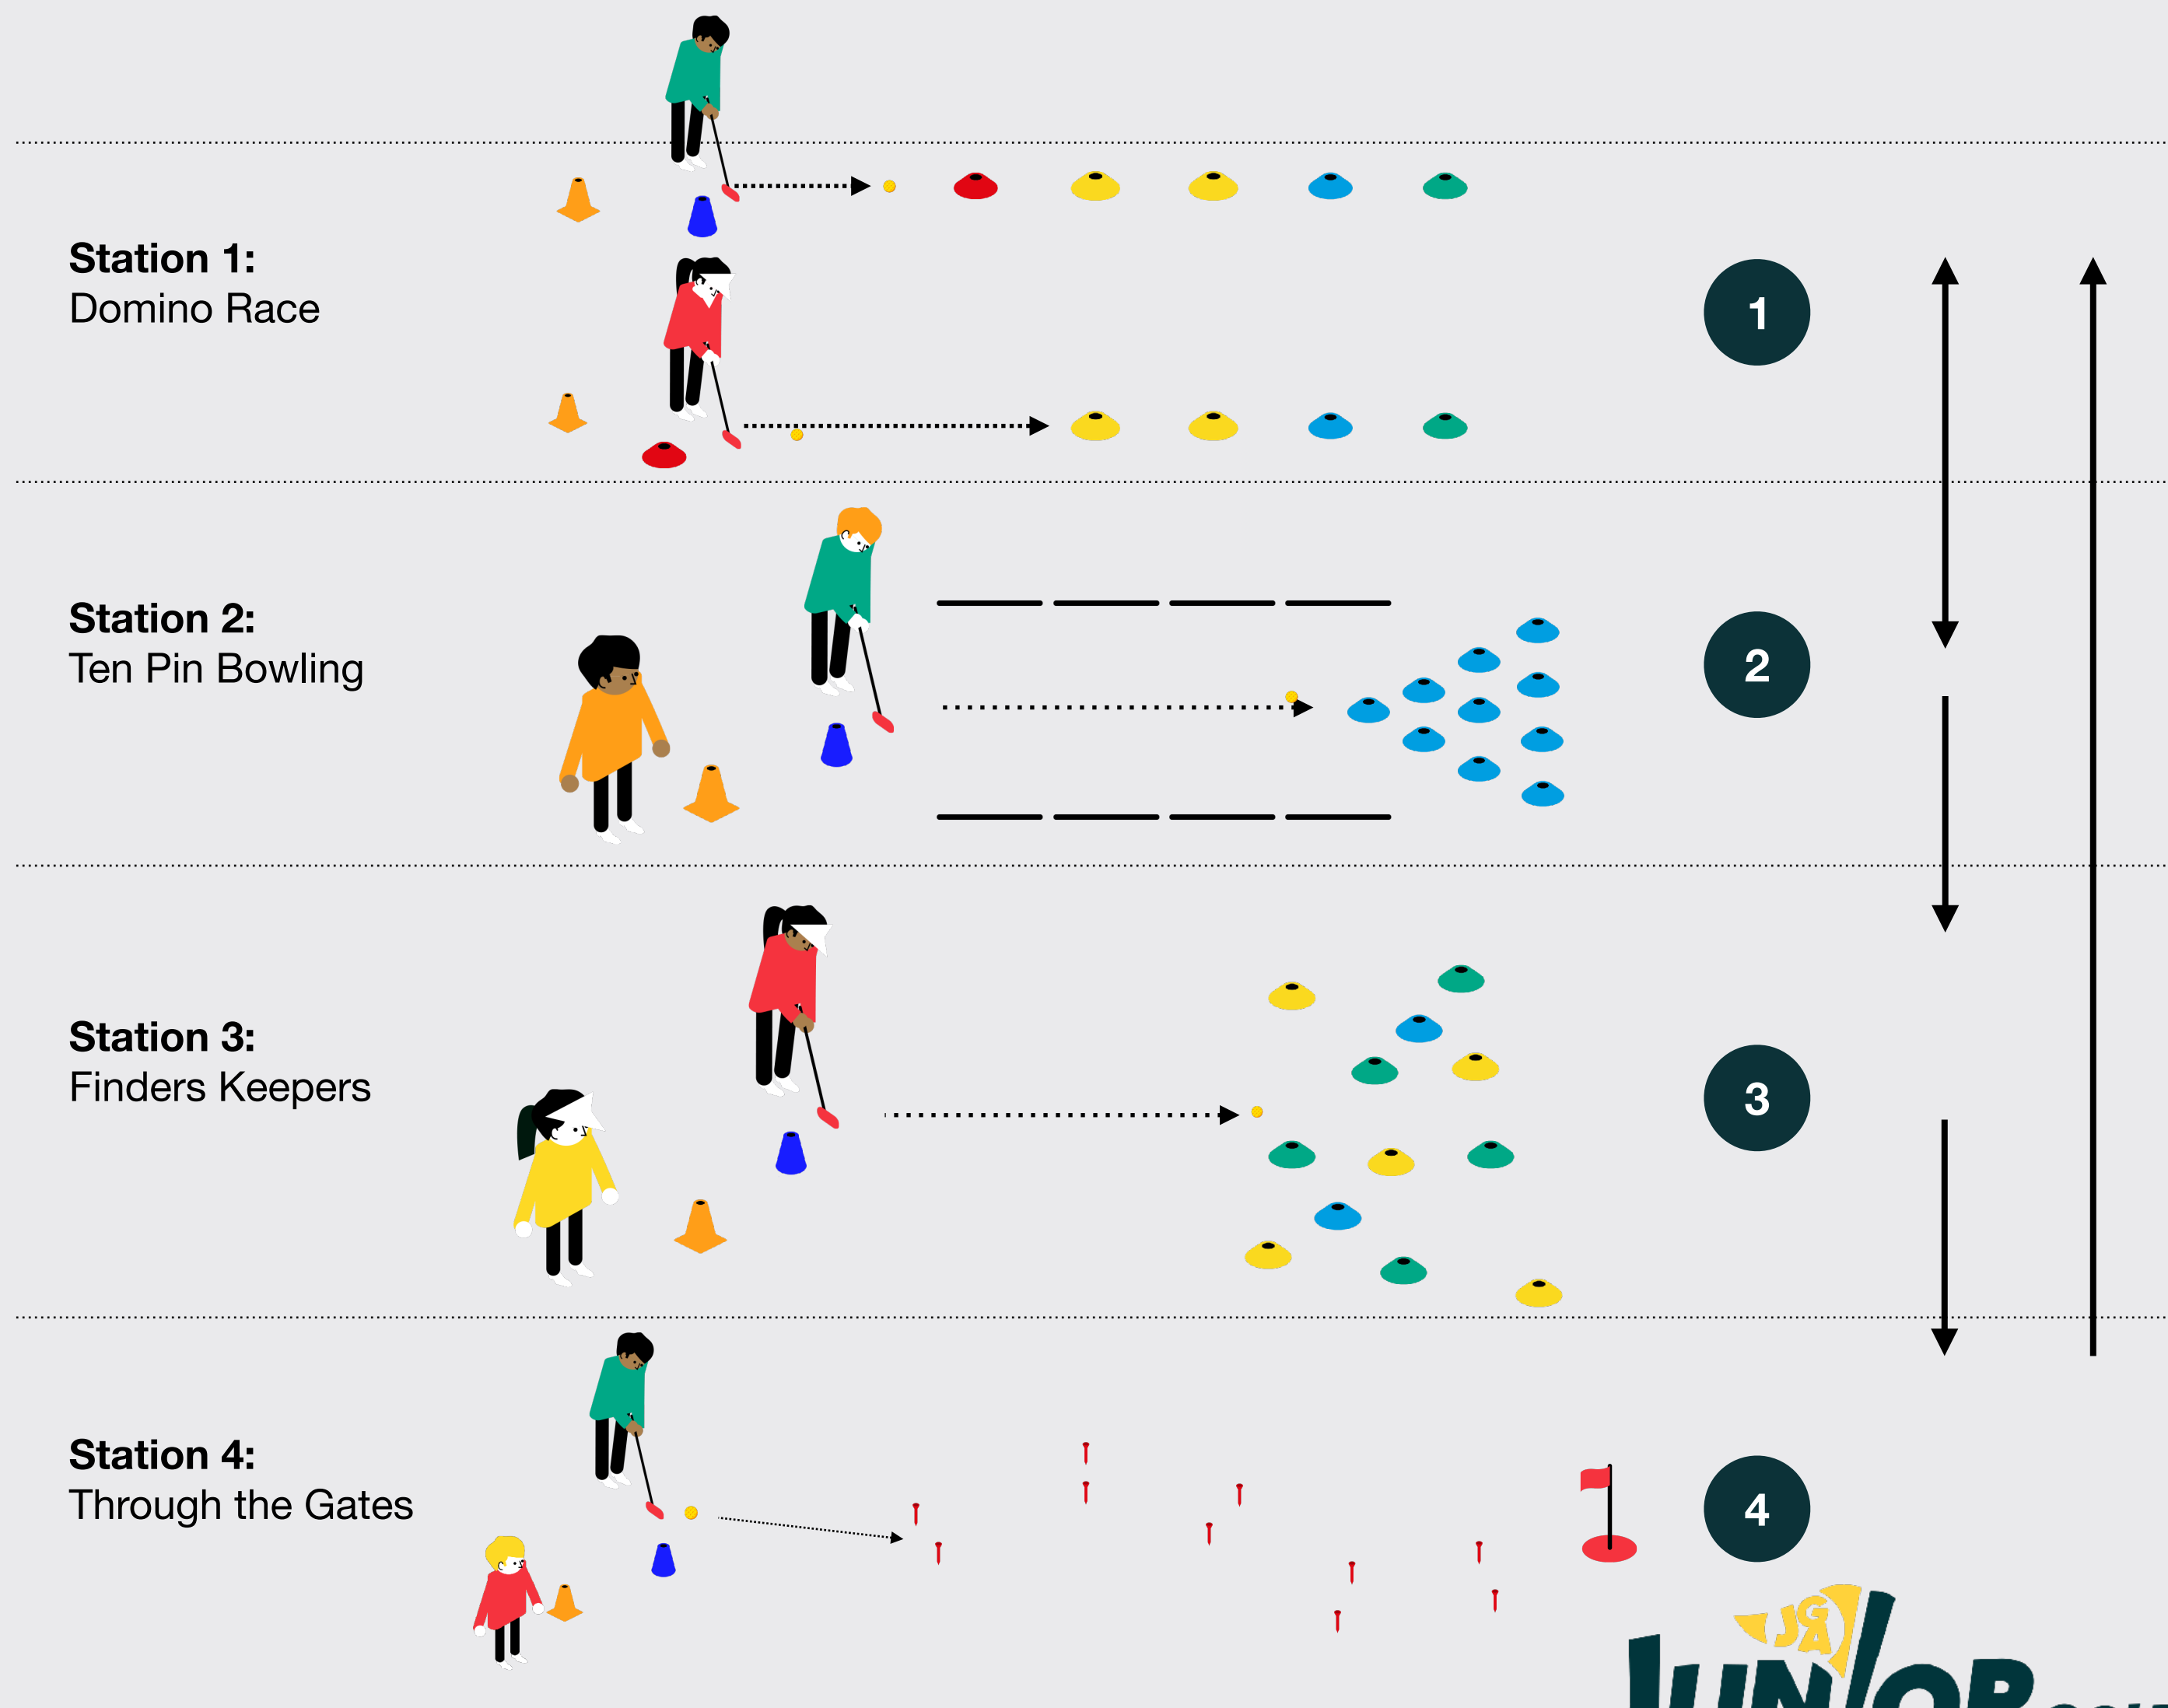 Station 1:
Domino Race
1
Station 2:
Ten Pin Bowling
2
Station 3:
Finders Keepers
3
Station 4:
Through the Gates
4
JGA
JUNIOR